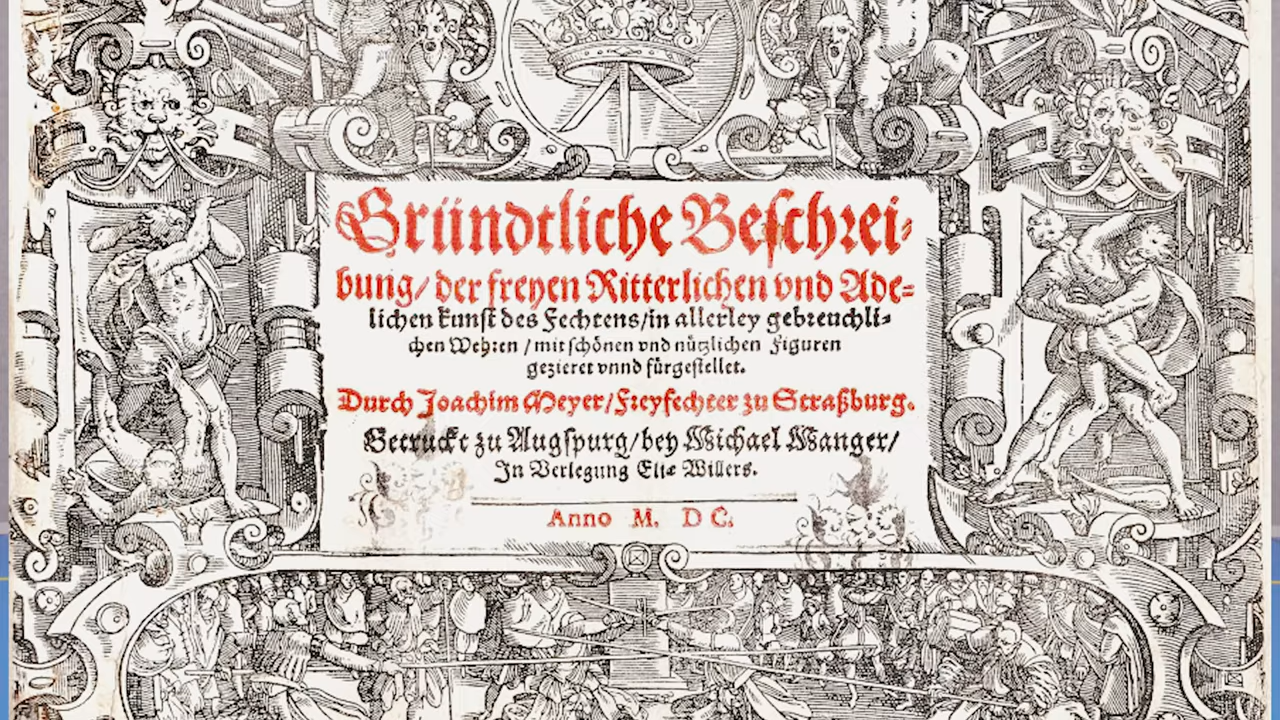 Gründtliche Beſchrei-
bung/ der freyen Ritterlichen vnd Ade-
lichen kunſt des Fechtens/in allerley gebreuchli-
chen Wehren / mit ſchönen vnd nützlichen Figuren
gezieret vnnd fürgeſtellet.
Durch Joachim Meyer/Freyfechter zu Straßburg.
Getruckt zu Augſpurg/bey Michael Manger/
In Verlegung Eliæ Willers.
Anno M. DC.